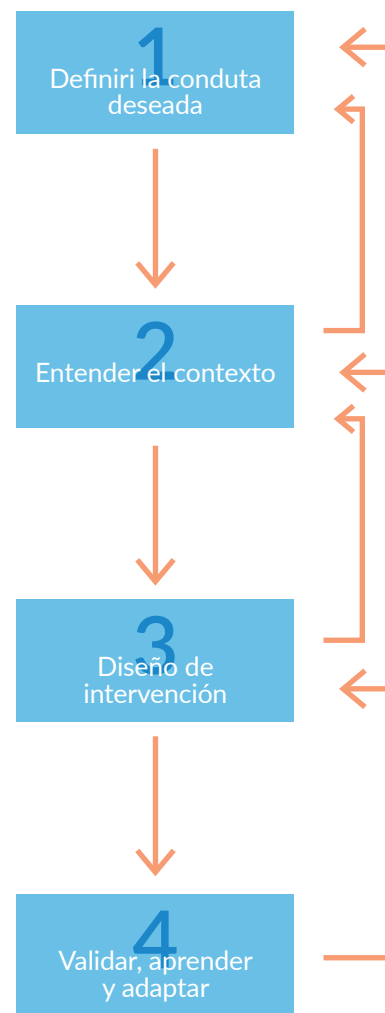 1
Definiri la conduta
deseada
2
Entender el contexto
3
Diseño de
intervención
4
Validar, aprender
y adaptar